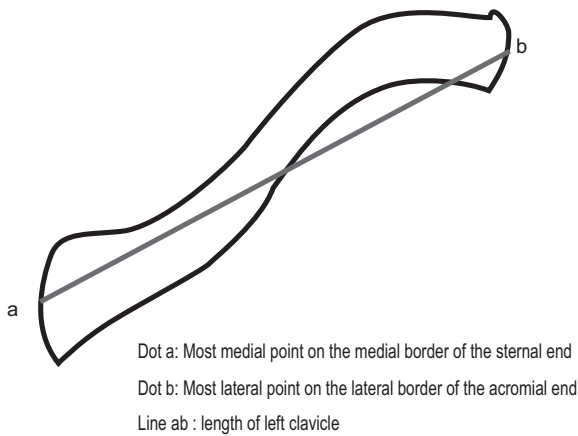 b
a
Dot a: Most medial point on the medial border of the sternal end
Dot b: Most lateral point on the lateral border of the acromial end
Line ab : length of left clavicle